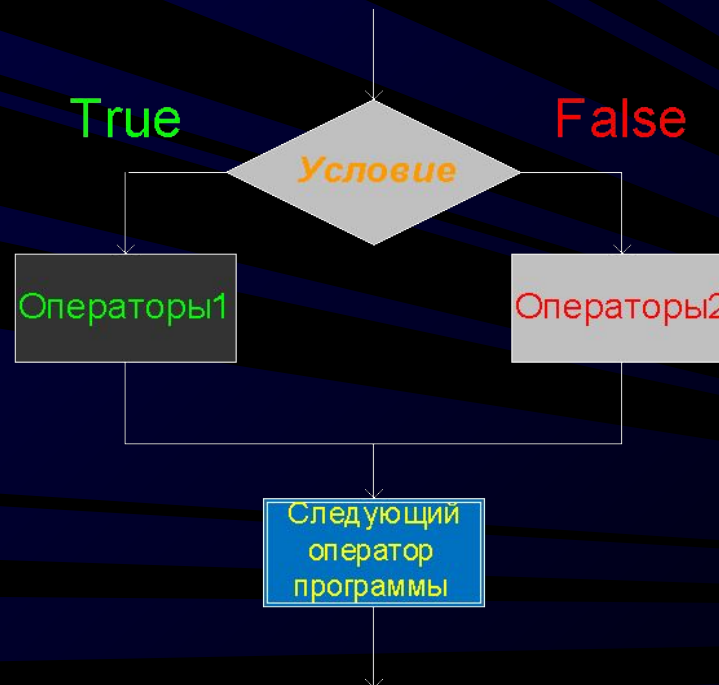 True
False
Условие
Операторы1
Операторы2
Следующий
оператор
программы